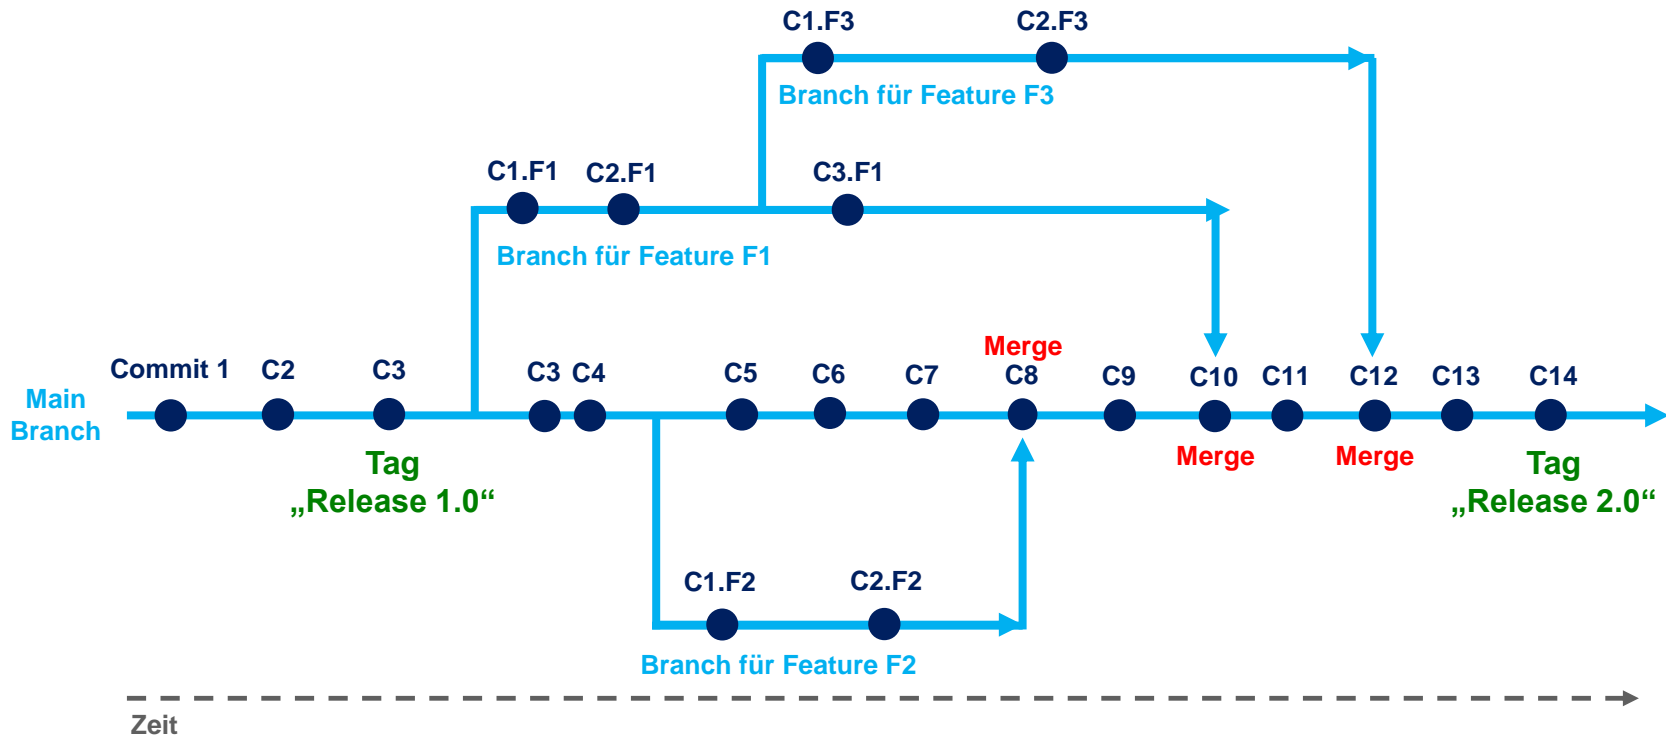 C1.F3
C2.F3
Branch für Feature F3
C1.F1
C2.F1
C3.F1
Branch für Feature F1
Merge
Commit 1
C2
C3
C3
C4
C5
C6
C7
C8
C9
C10
C11
C12
C13
C14
Main
Branch
Merge
Merge
Tag
„Release 1.0“
Tag
„Release 2.0“
C1.F2
C2.F2
Branch für Feature F2
Zeit